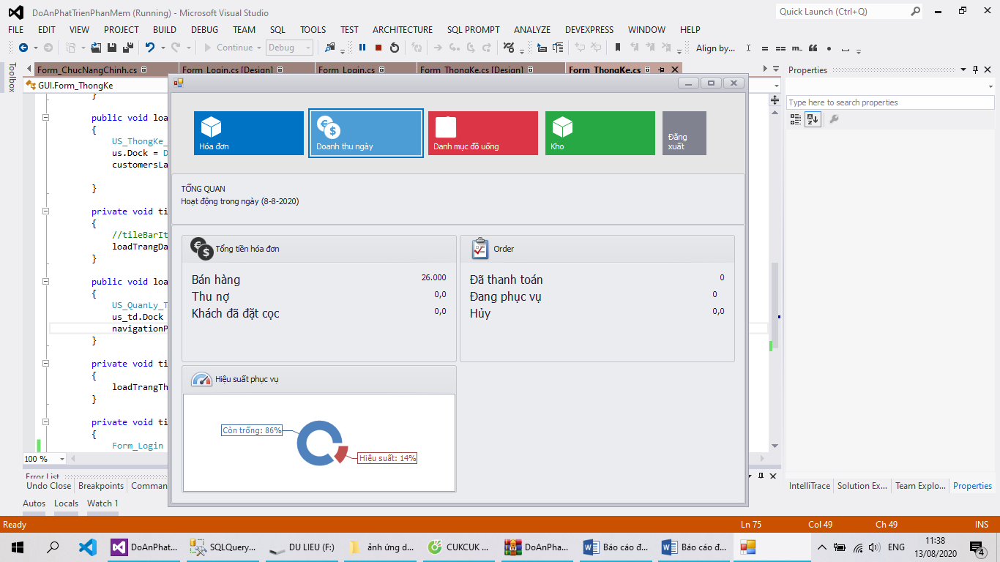 DoAnPhatTrienPhanMem (Running) - Microsoft Visual Studio
Quick Launch (Ctrl+Q)
FILE EDIT VIEW PROJECT BUILD DEBUG TEAM SQL TOOLS TEST ARCHITECTURE SQL PROMPT ANALYZE DEVEXPRESS WINDOW HELP
Continue Debug Align by...
Toolbox
Form_ChucNangChinh.cs Form_Login.cs [Design] Form_Login.cs Form_ThongKe.cs [Design] Form_ThongKe.cs
GUI.Form_ThongKe
}
public void loa
{
US_ThongKe_
us.Dock = D
customersLa
}
private void ti
{
//tileBarIt
loadTrangDa
}
public void loa
{
US_QuanLy_T
us_td.Dock
navigationP
}
private void ti
{
loadTrangTh
}
private void ti
{
Form_Login
100 %
Error List
Undo Close Breakpoints Comman
Autos Locals Watch 1
Hóa đơn
Doanh thu ngày
Danh mục đồ uống
Kho
Đăng
xuất
TỔNG QUAN
Hoạt động trong ngày (8-8-2020)
Tổng tiền hóa đơn
Bán hàng 26.000
Thu nợ 0,0
Khách đã đặt cọc 0,0
Order
Đã thanh toán 0
Đang phục vụ 0
Hủy 0,0
Hiệu suất phục vụ
Còn trống: 86%
Hiệu suất: 14%
Properties
Type here to search properties
IntelliTrace Solution Ex... Team Explo... Properties
Ready Ln 75 Col 49 Ch 49 INS
DoAnPhat... SQLQuery... DU LIEU (F:) ảnh ứng d... CUKCUK ... DoAnPha... Báo cáo đ... Báo cáo đ...
ENG
11:38
13/08/2020
4